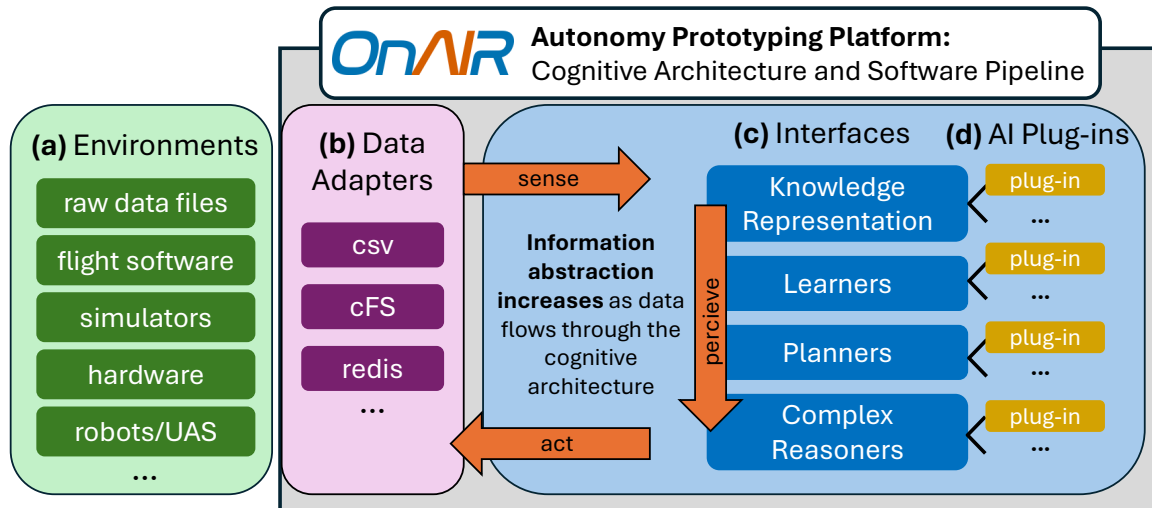 OnAIR
Autonomy Prototyping Platform:
Cognitive Architecture and Software Pipeline
(a) Environments
raw data files
flight software
simulators
hardware
robots/UAS
...
(b) Data
Adapters
csv
cFS
redis
...
sense
Information
abstraction
increases as data
flows through the
cognitive
architecture
act
percieve
(c) Interfaces
Knowledge
Representation
Learners
Planners
Complex
Reasoners
(d) AI Plug-ins
plug-in
...
plug-in
...
plug-in
...
plug-in
...